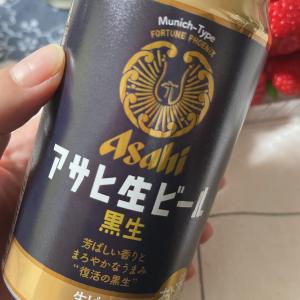 Munich-Type
FORTUNE PHOENIX
Asahi
アサヒ生ビール
黒生
芳ばしい香りと
まろやかなうまみ
“復活の黒生”